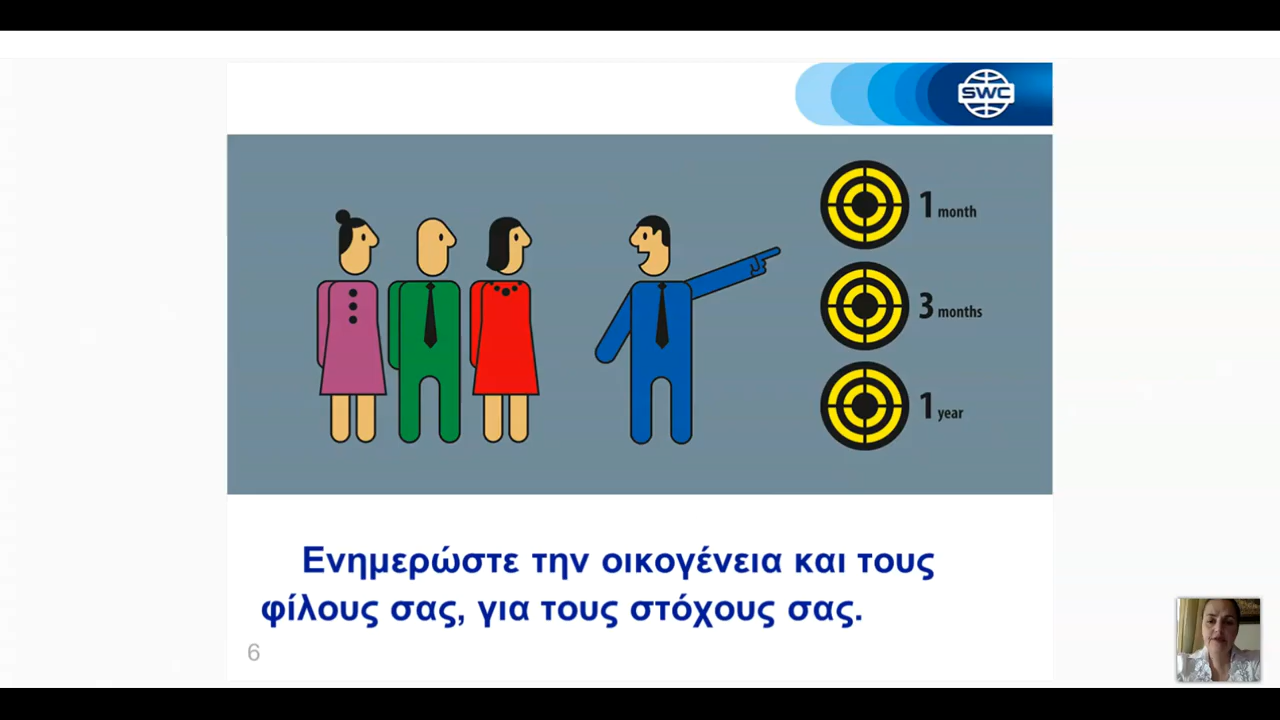 SWC
1 month
3 months
1 year
Ενημερώστε την οικογένεια και τους
φίλους σας, για τους στόχους σας.
6